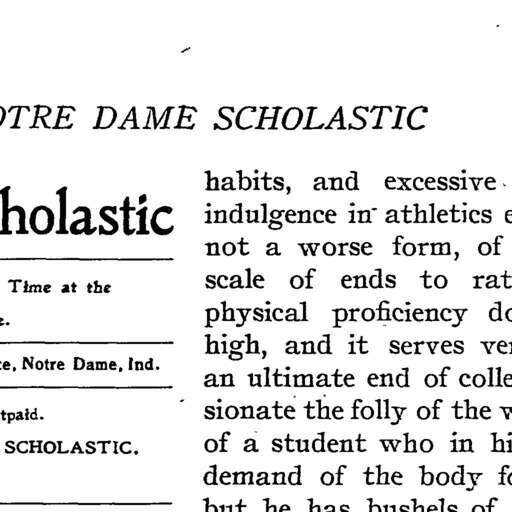 OTRE DAME SCHOLASTIC
holastic
Time at the
e.
e, Notre Dame, Ind.
tpaid.
SCHOLASTIC.
habits, and excessive
indulgence in athletics e
not a worse form, of
scale of ends to rat
physical proficiency do
high, and it serves ver
an ultimate end of colle
sionate the folly of the w
of a student who in hi
demand of the body fo
but he has bushels of